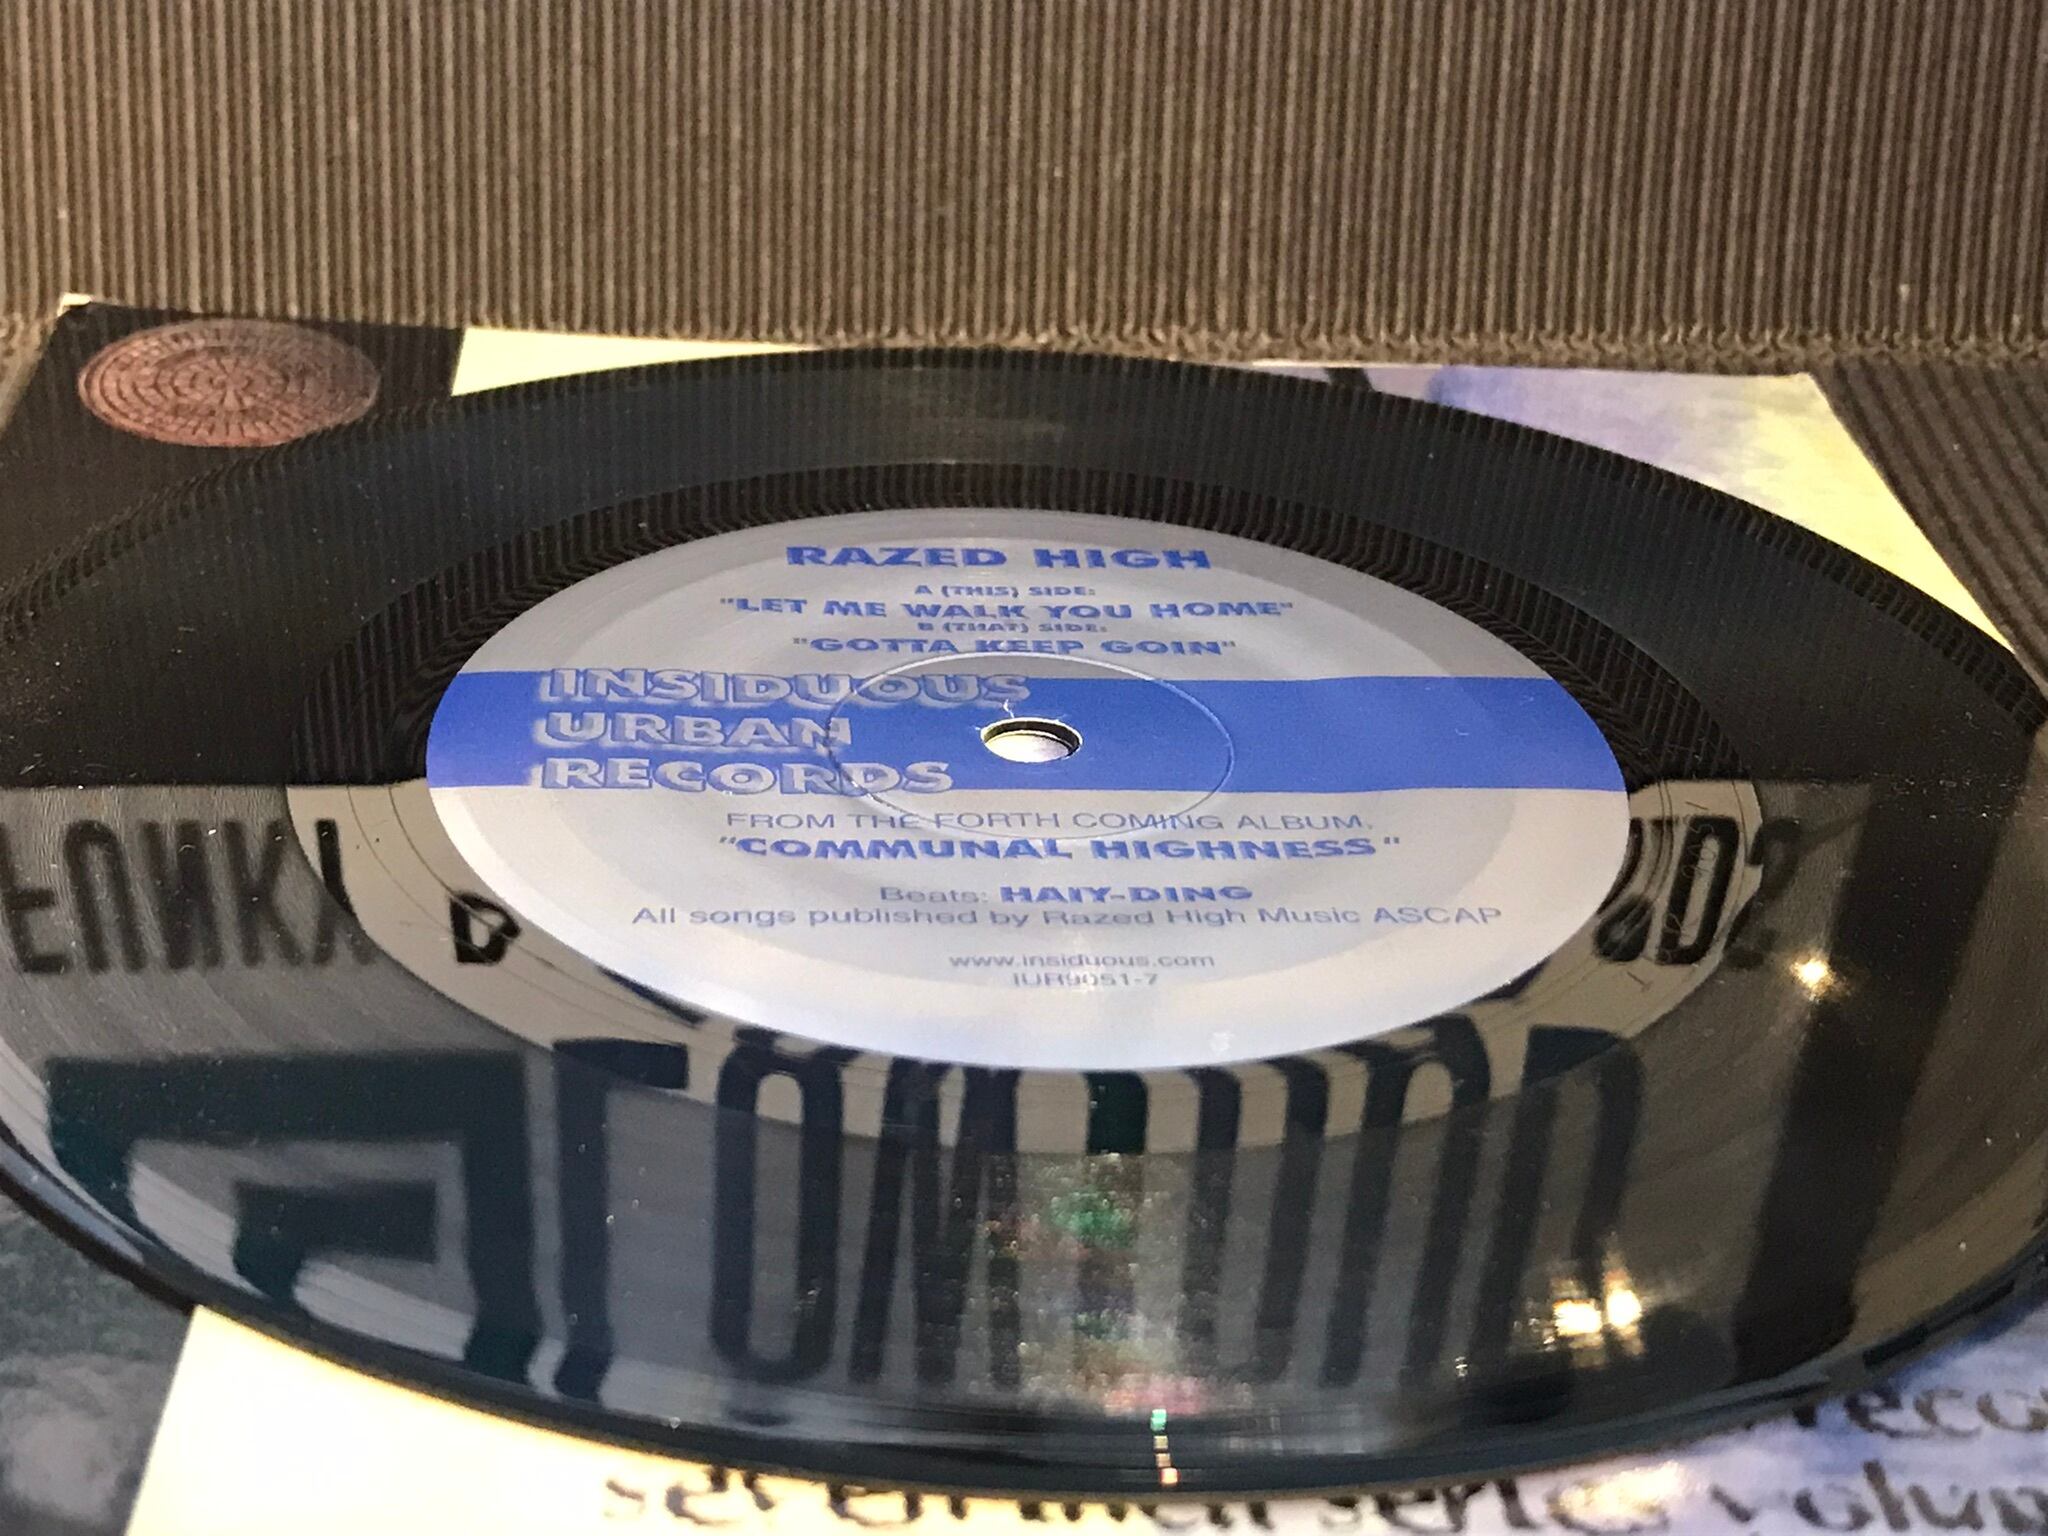 RAZED HIGH
A (THIS) SIDE:
"LET ME WALK YOU HOME"
B (THAT) SIDE:
"GOTTA KEEP GOIN"
INSIDUOUS
URBAN
RECORDS
FROM THE FORTH COMING ALBUM,
"COMMUNAL HIGHNESS"
Beats: HAIY-DING
All songs published by Razed High Music ASCAP
www.insiduous.com
IUR9051-7